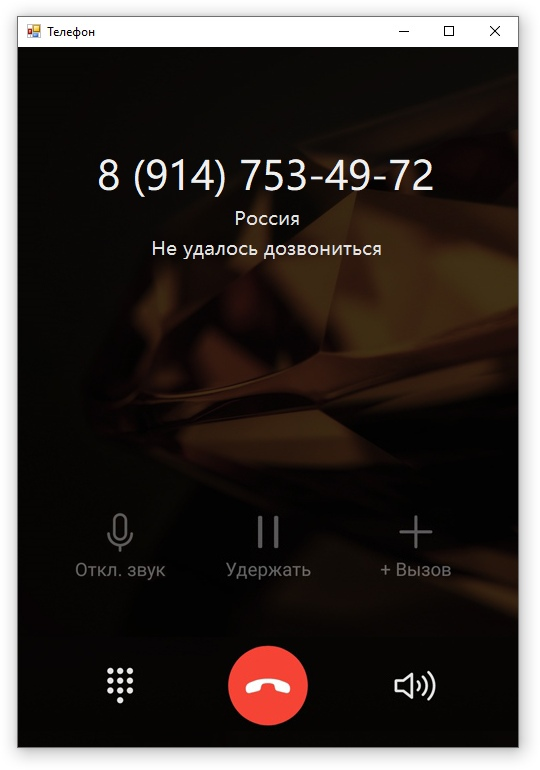 Телефон
8 (914) 753-49-72
Россия
Не удалось дозвониться
Откл. звук
Удержать
+ Вызов